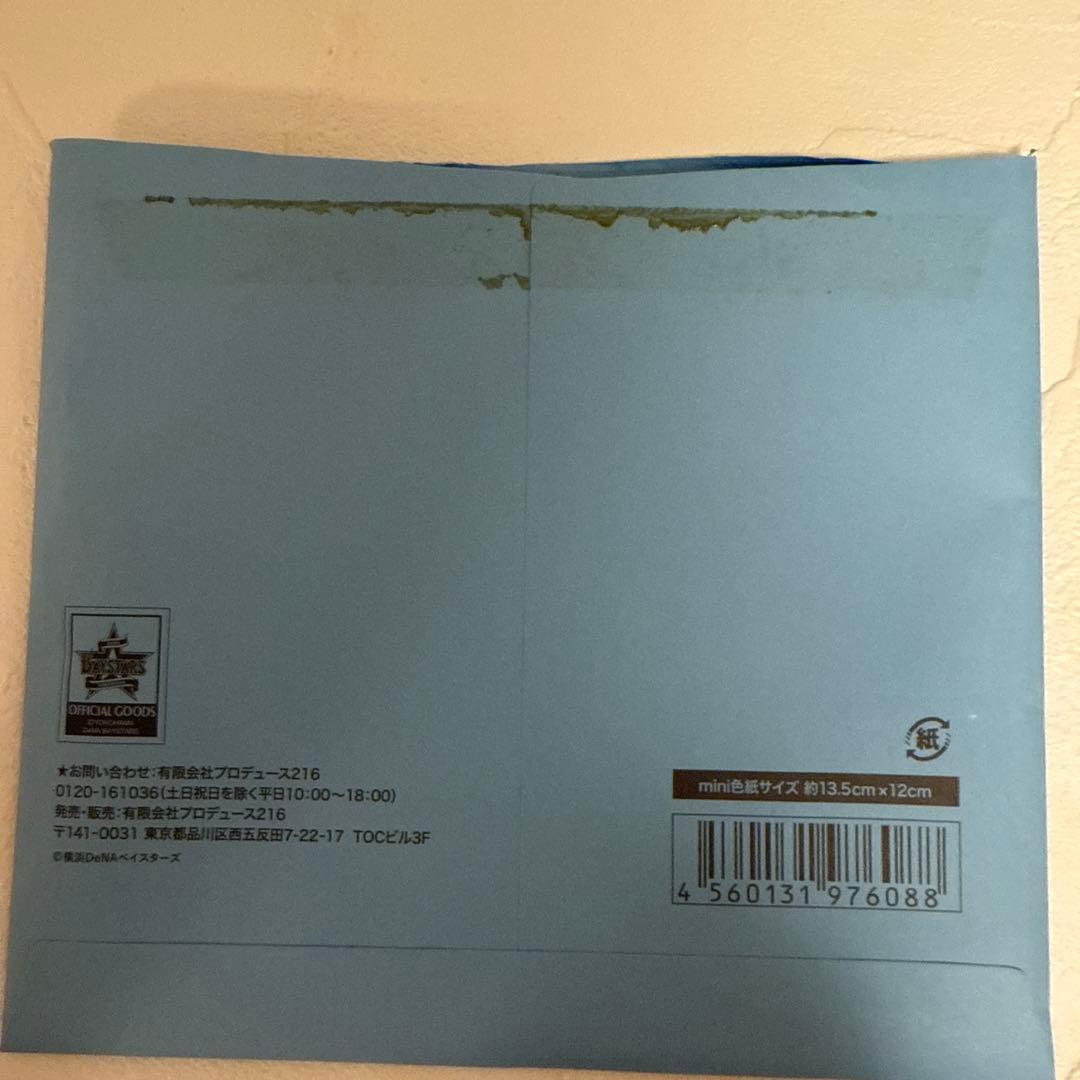 BAYSTARS
OFFICIAL GOODS
©YOKOHAMA
DeNA BAYSTARS
★お問い合わせ:有限会社プロデュース216
0120-161036(土日祝日を除く平日10:00～18:00)
発売・販売:有限会社プロデュース216
〒141-0031 東京都品川区西五反田7-22-17 TOCビル3F
©横浜DeNAベイスターズ
紙
mini色紙サイズ 約13.5cm×12cm
4 560131 976088